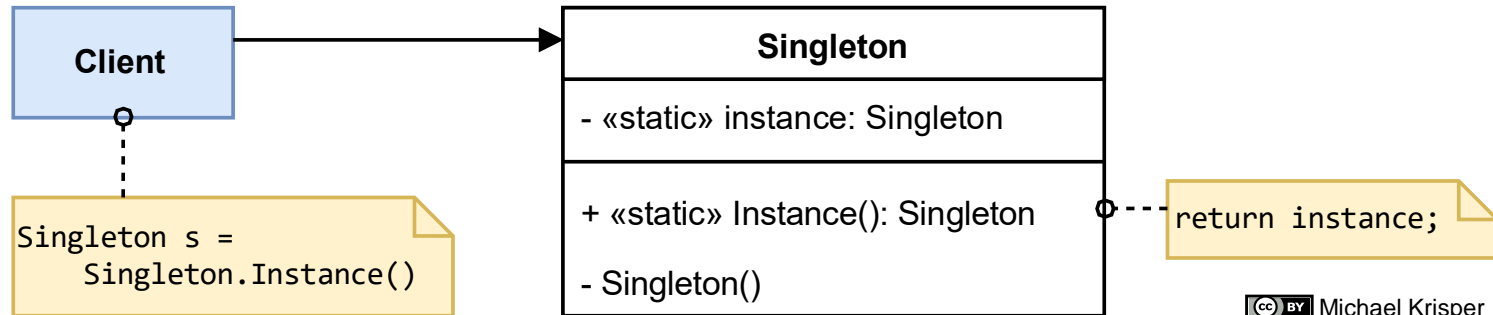 Client
Singleton
- «static» instance: Singleton
+ «static» Instance(): Singleton
- Singleton()
Singleton s =
    Singleton.Instance()
return instance;
cc BY Michael Krisper